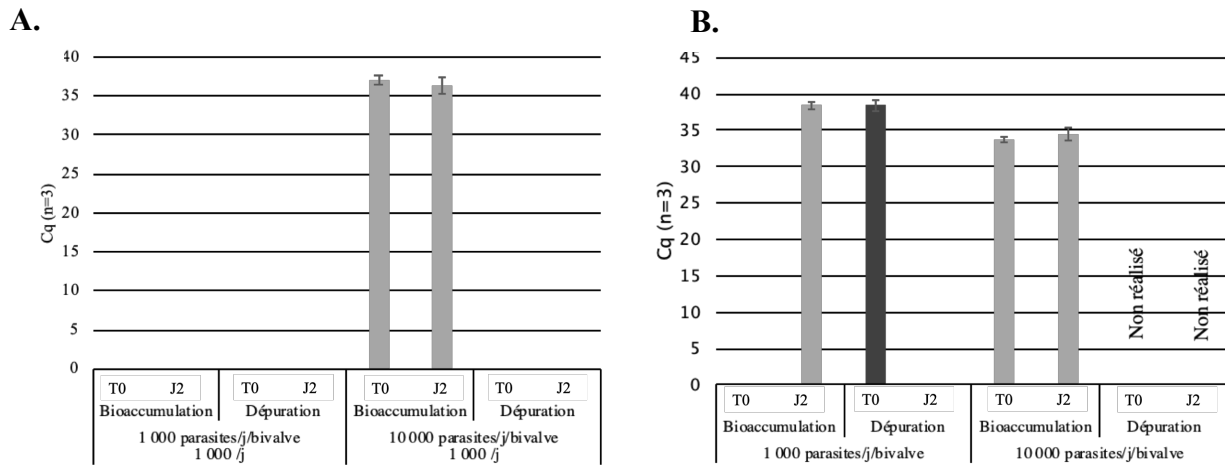 A.
40
35
30
25
20
15
10
5
0
Cq (n=3)
T0 J2 T0 J2 T0 J2 T0 J2
Bioaccumulation Dépuration Bioaccumulation Dépuration
1 000 parasites/j/bivalve 10 000 parasites/j/bivalve
1 000 /j 1 000 /j
B.
45
40
35
30
25
20
15
10
5
0
Cq (n=3)
Non réalisé
Non réalisé
T0 J2 T0 J2 T0 J2 T0 J2
Bioaccumulation Dépuration Bioaccumulation Dépuration
1 000 parasites/j/bivalve 10 000 parasites/j/bivalve